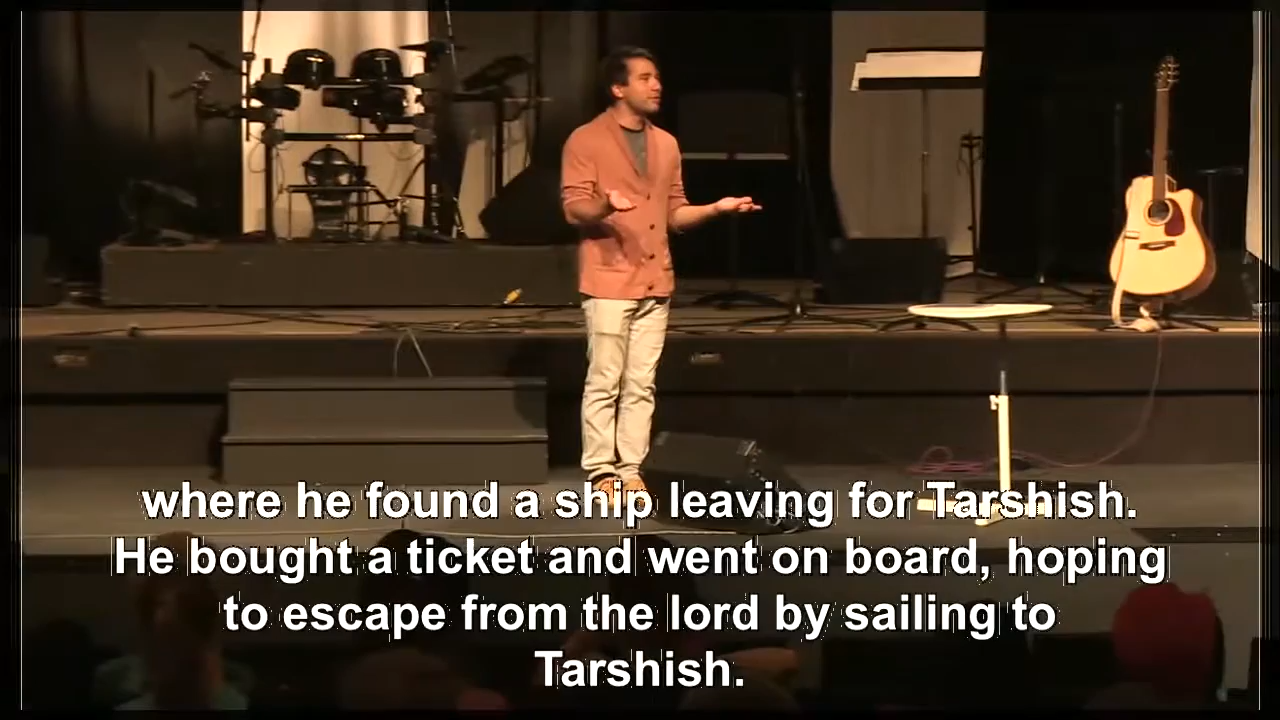 where he found a ship leaving for Tarshish.
He bought a ticket and went on board, hoping
to escape from the lord by sailing to
Tarshish.